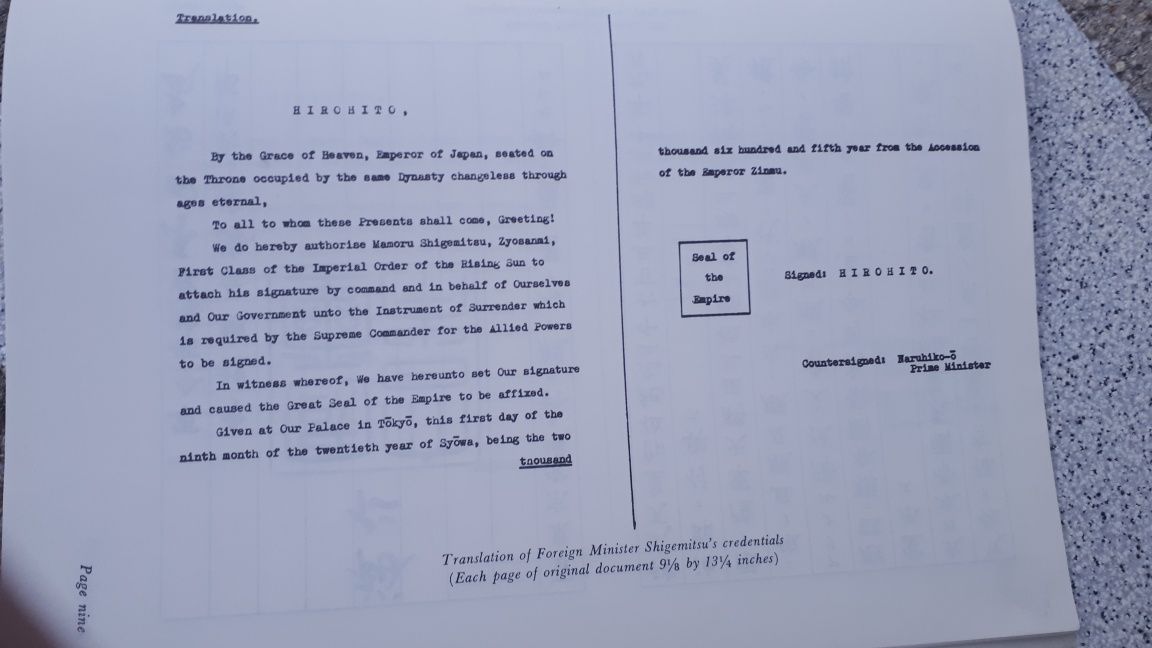 Translation.
HIROHITO,
By the Grace of Heaven, Emperor of Japan, seated on
the Throne occupied by the same Dynasty changeless through
ages eternal,
To all to whom these Presents shall come, Greeting!
We do hereby authorise Mamoru Shigemitsu, Zyosanmi,
First Class of the Imperial Order of the Rising Sun to
attach his signature by command and in behalf of Ourselves
and Our Government unto the Instrument of Surrender which
is required by the Supreme Commander for the Allied Powers
to be signed.
In witness whereof, We have hereunto set Our signature
and caused the Great Seal of the Empire to be affixed.
Given at Our Palace in Tōkyō, this first day of the
ninth month of the twentieth year of Syōwa, being the two
thousand
thousand six hundred and fifth year from the Accession
of the Emperor Zinmu.
Seal of
the
Empire
Signed: HIROHITO.
Countersigned: Naruhiko-ō
Prime Minister
Translation of Foreign Minister Shigemitsu's credentials
(Each page of original document 9⅛ by 13¼ inches)
Page nine